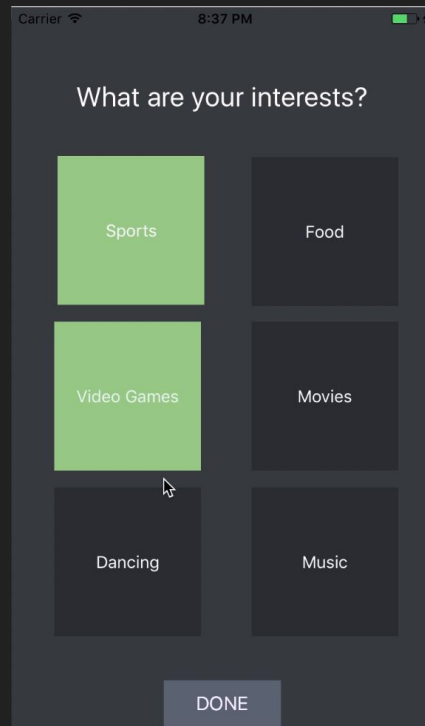 Carrier 8:37 PM
What are your interests?
Sports Food
Video Games Movies
Dancing Music
DONE